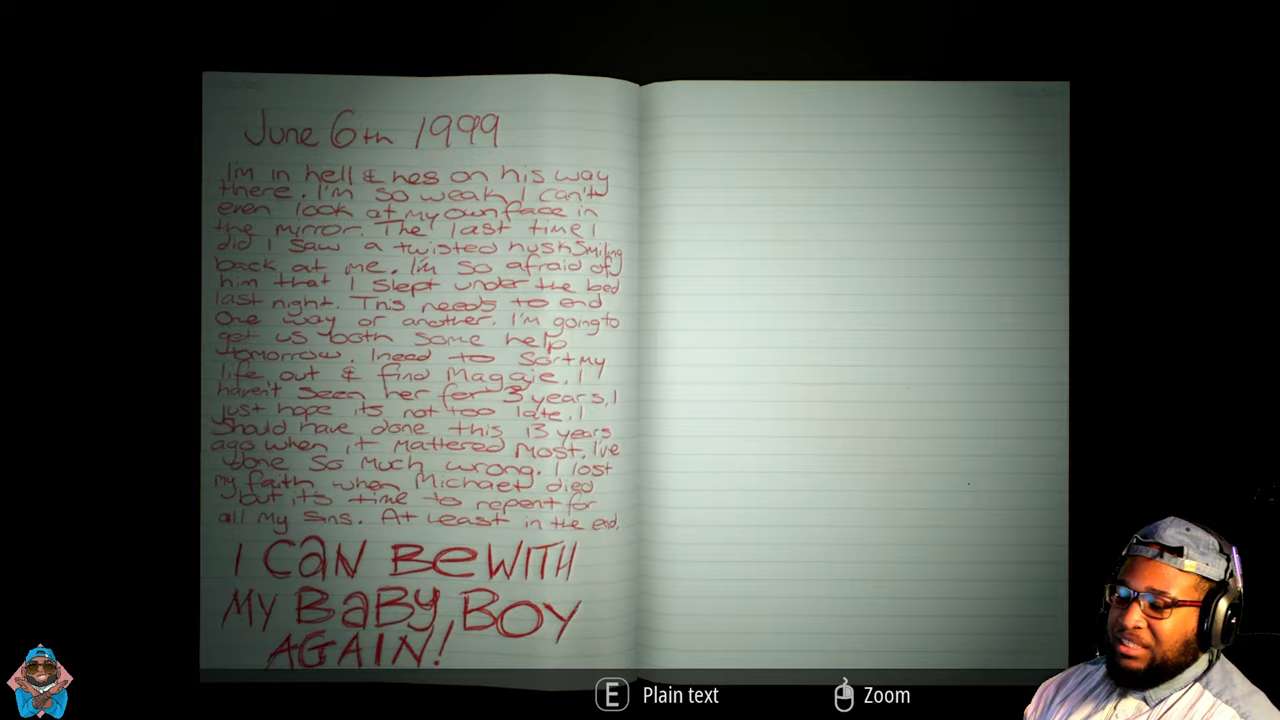 June 6th 1999
I'm in hell & hes on his way
there. I'm so weak I can't
even look at my own face in
the mirror. The last time I
did I saw a twisted husk smiling
back at me. I'm so afraid of
him that I slept under the bed
last night. This needs to end
one way or another. I'm going to
get us both some help
tomorrow. I need to sort my
life out & find Maggie. I
haven't seen her for 3 years, I
just hope its not too late. I
should have done this 13 years
ago when it mattered most. I've
done so much wrong. I lost
my faith when Michael died
but it's time to repent for
all my sins. At least in the end,
I CAN BE WITH
MY BABY BOY
AGAIN!
E Plain text
Zoom